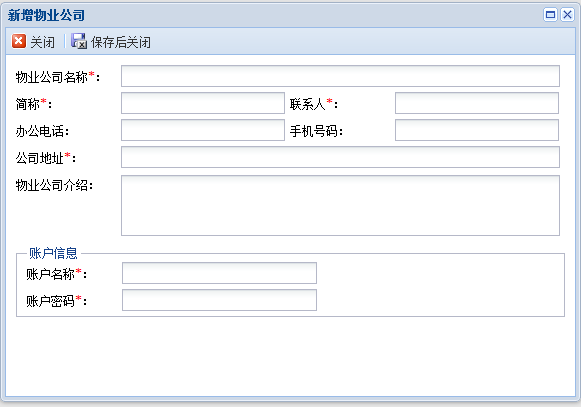 新增物业公司
关闭 保存后关闭
物业公司名称*：
简称*： 联系人*：
办公电话： 手机号码：
公司地址*：
物业公司介绍：
账户信息
账户名称*：
账户密码*：